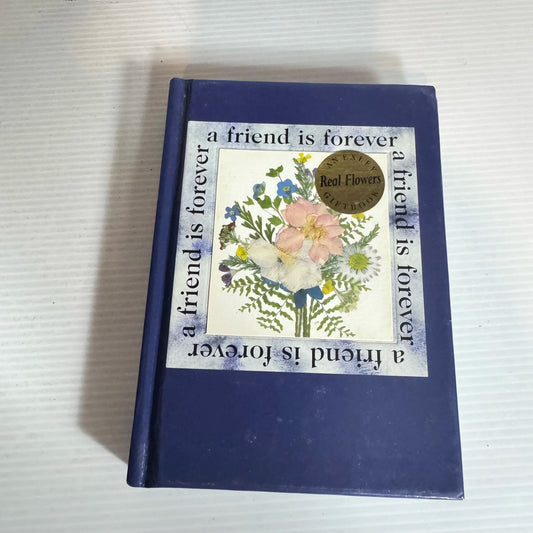 a friend is forever
a friend is forever
a friend is forever
a friend is forever
AN EXLEY
Real Flowers
GIFTBOOK